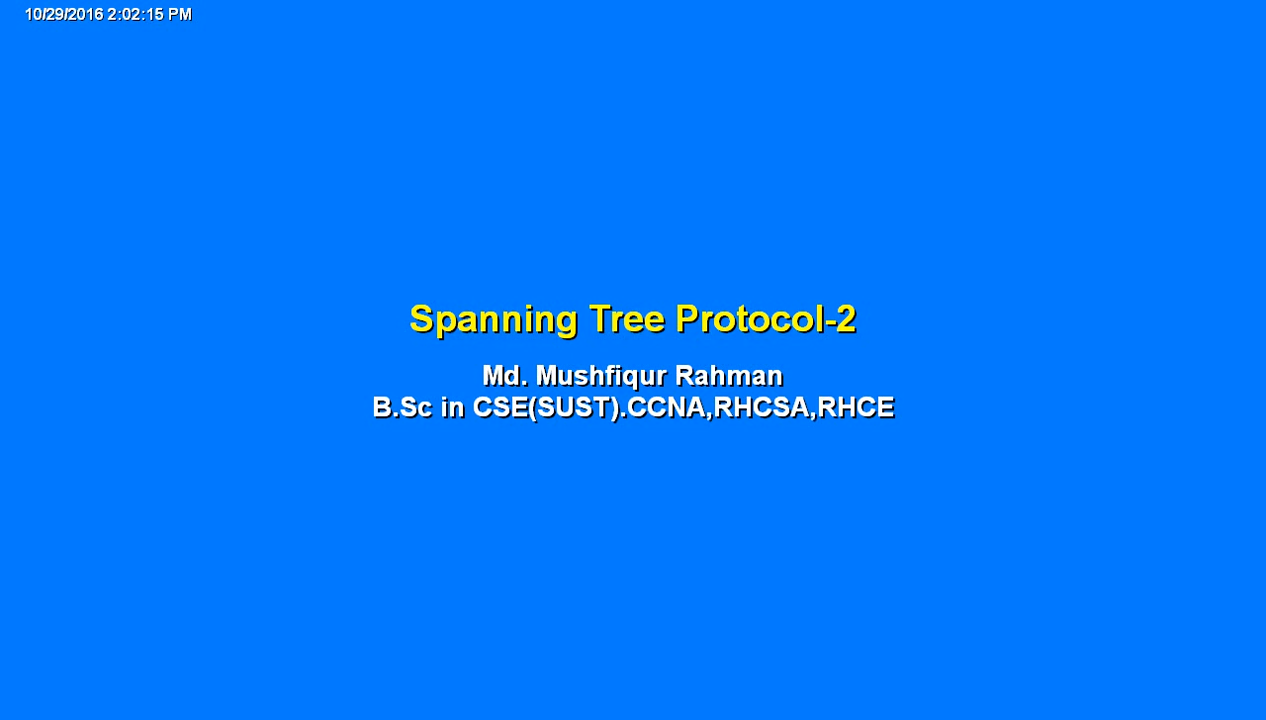 10/29/2016 2:02:15 PM
Spanning Tree Protocol-2
Md. Mushfiqur Rahman
B.Sc in CSE(SUST).CCNA,RHCSA,RHCE